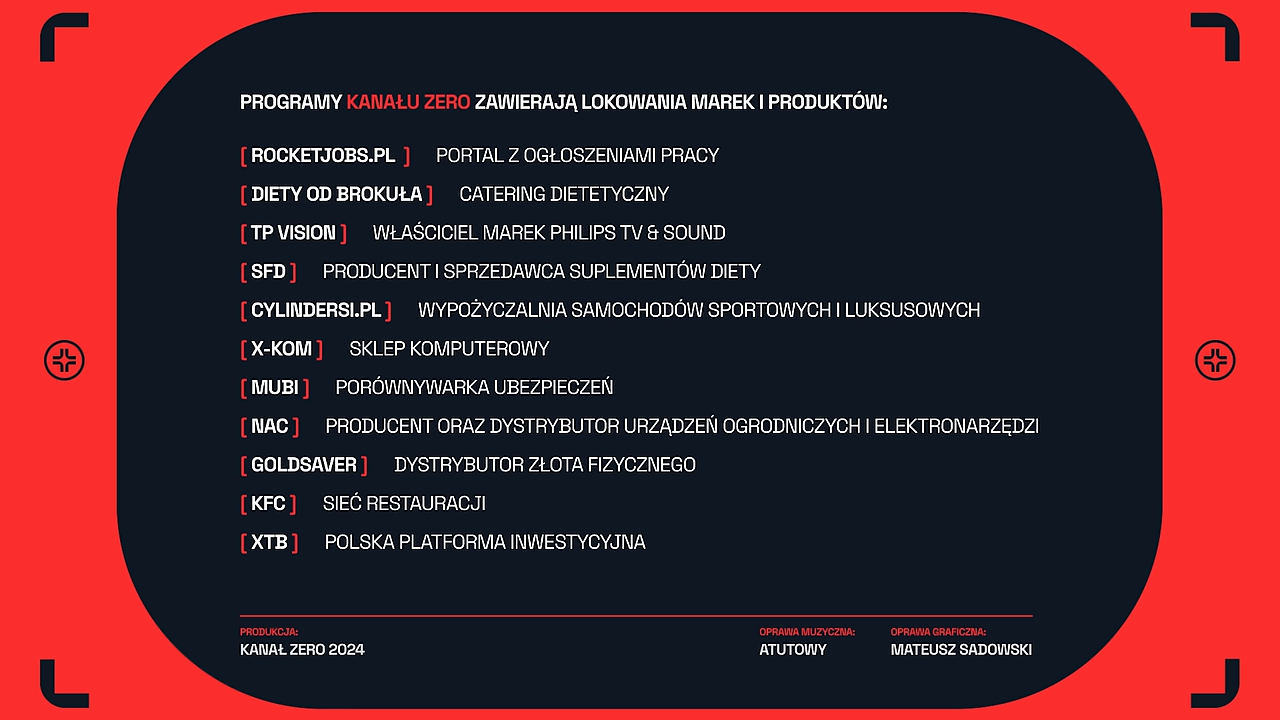 PROGRAMY KANAŁU ZERO ZAWIERAJĄ LOKOWANIA MAREK I PRODUKTÓW:
[ ROCKETJOBS.PL ] PORTAL Z OGŁOSZENIAMI PRACY
[ DIETY OD BROKUŁA ] CATERING DIETETYCZNY
[ TP VISION ] WŁAŚCICIEL MAREK PHILIPS TV & SOUND
[ SFD ] PRODUCENT I SPRZEDAWCA SUPLEMENTÓW DIETY
[ CYLINDERSI.PL ] WYPOŻYCZALNIA SAMOCHODÓW SPORTOWYCH I LUKSUSOWYCH
[ X-KOM ] SKLEP KOMPUTEROWY
[ MUBI ] PORÓWNYWARKA UBEZPIECZEŃ
[ NAC ] PRODUCENT ORAZ DYSTRYBUTOR URZĄDZEŃ OGRODNICZYCH I ELEKTRONARZĘDZI
[ GOLDSAVER ] DYSTRYBUTOR ZŁOTA FIZYCZNEGO
[ KFC ] SIEĆ RESTAURACJI
[ XTB ] POLSKA PLATFORMA INWESTYCYJNA
PRODUKCJA: OPRAWA MUZYCZNA: OPRAWA GRAFICZNA:
KANAŁ ZERO 2024 ATUTOWY MATEUSZ SADOWSKI